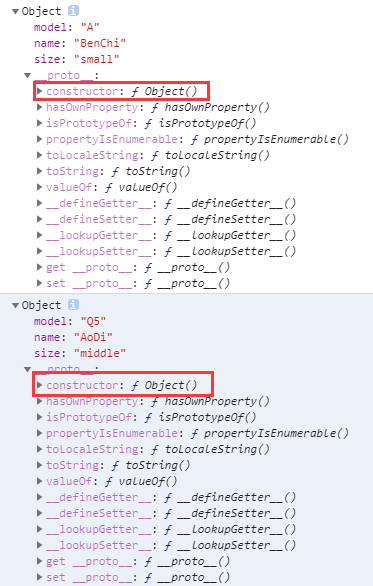 ▼Object i
model: "A"
name: "BenChi"
size: "small"
▼__proto__:
▶constructor: ƒ Object()
▶hasOwnProperty: ƒ hasOwnProperty()
▶isPrototypeOf: ƒ isPrototypeOf()
▶propertyIsEnumerable: ƒ propertyIsEnumerable()
▶toLocaleString: ƒ toLocaleString()
▶toString: ƒ toString()
▶valueOf: ƒ valueOf()
▶__defineGetter__: ƒ __defineGetter__()
▶__defineSetter__: ƒ __defineSetter__()
▶__lookupGetter__: ƒ __lookupGetter__()
▶__lookupSetter__: ƒ __lookupSetter__()
▶get __proto__: ƒ __proto__()
▶set __proto__: ƒ __proto__()
▼Object i
model: "Q5"
name: "AoDi"
size: "middle"
▼__proto__:
▶constructor: ƒ Object()
▶hasOwnProperty: ƒ hasOwnProperty()
▶isPrototypeOf: ƒ isPrototypeOf()
▶propertyIsEnumerable: ƒ propertyIsEnumerable()
▶toLocaleString: ƒ toLocaleString()
▶toString: ƒ toString()
▶valueOf: ƒ valueOf()
▶__defineGetter__: ƒ __defineGetter__()
▶__defineSetter__: ƒ __defineSetter__()
▶__lookupGetter__: ƒ __lookupGetter__()
▶__lookupSetter__: ƒ __lookupSetter__()
▶get __proto__: ƒ __proto__()
▶set __proto__: ƒ __proto__()